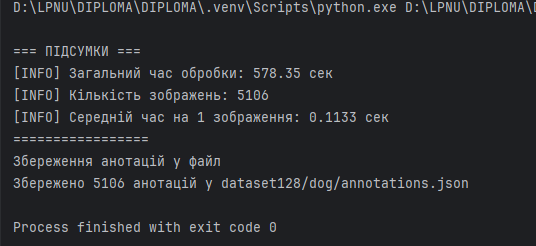 D:\LPNU\DIPLOMA\DIPLOMA\.venv\Scripts\python.exe D:\LPNU\DIPLOMA\D
=== ПІДСУМКИ ===
[INFO] Загальний час обробки: 578.35 сек
[INFO] Кількість зображень: 5106
[INFO] Середній час на 1 зображення: 0.1133 сек
=================
Збереження анотацій у файл
Збережено 5106 анотацій у dataset128/dog/annotations.json
Process finished with exit code 0